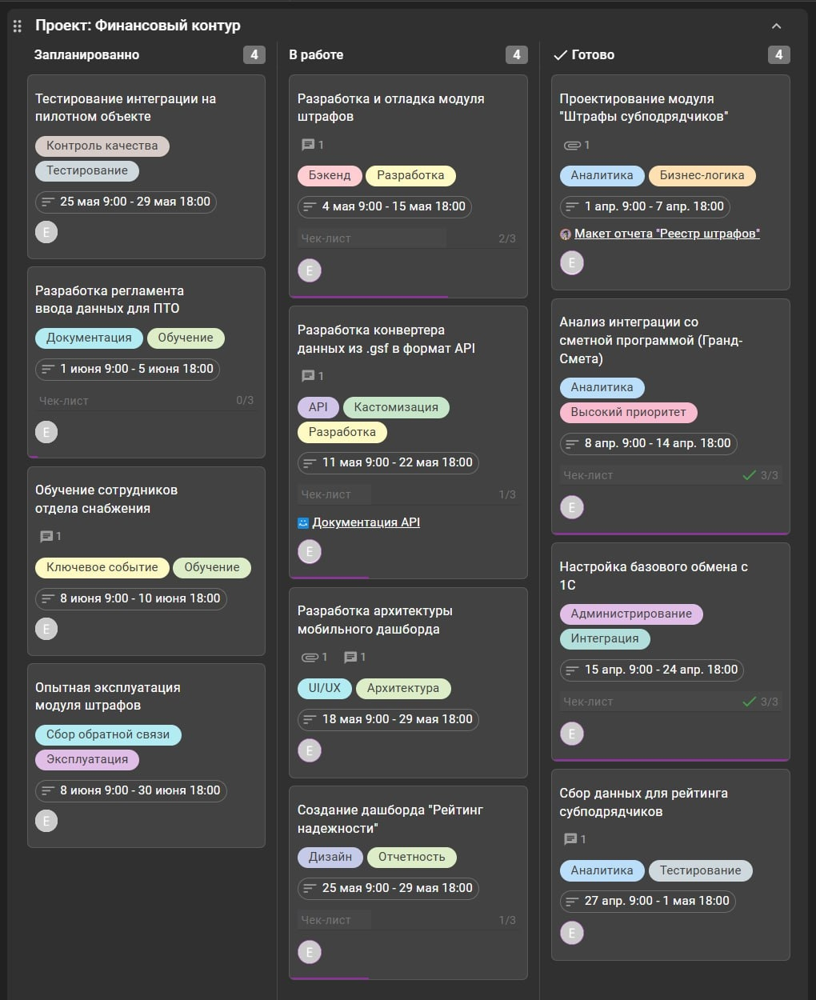 Проект: Финансовый контур
Запланированно 4
Тестирование интеграции на
пилотном объекте
Контроль качества
Тестирование
25 мая 9:00 - 29 мая 18:00
E
Разработка регламента
ввода данных для ПТО
Документация Обучение
1 июня 9:00 - 5 июня 18:00
Чек-лист 0/3
E
Обучение сотрудников
отдела снабжения
1
Ключевое событие Обучение
8 июня 9:00 - 10 июня 18:00
E
Опытная эксплуатация
модуля штрафов
Сбор обратной связи
Эксплуатация
8 июня 9:00 - 30 июня 18:00
E
В работе 4
Разработка и отладка модуля
штрафов
1
Бэкенд Разработка
4 мая 9:00 - 15 мая 18:00
Чек-лист 2/3
E
Разработка конвертера
данных из .gsf в формат API
1
API Кастомизация
Разработка
11 мая 9:00 - 22 мая 18:00
Чек-лист 1/3
Документация API
E
Разработка архитектуры
мобильного дашборда
1 1
UI/UX Архитектура
18 мая 9:00 - 29 мая 18:00
E
Создание дашборда "Рейтинг
надежности"
Дизайн Отчетность
25 мая 9:00 - 29 мая 18:00
Чек-лист 1/3
E
Готово 4
Проектирование модуля
"Штрафы субподрядчиков"
1
Аналитика Бизнес-логика
1 апр. 9:00 - 7 апр. 18:00
Макет отчета "Реестр штрафов"
E
Анализ интеграции со
сметной программой (Гранд-
Смета)
Аналитика
Высокий приоритет
8 апр. 9:00 - 14 апр. 18:00
Чек-лист 3/3
E
Настройка базового обмена с
1С
Администрирование
Интеграция
15 апр. 9:00 - 24 апр. 18:00
Чек-лист 3/3
E
Сбор данных для рейтинга
субподрядчиков
1
Аналитика Тестирование
27 апр. 9:00 - 1 мая 18:00
E